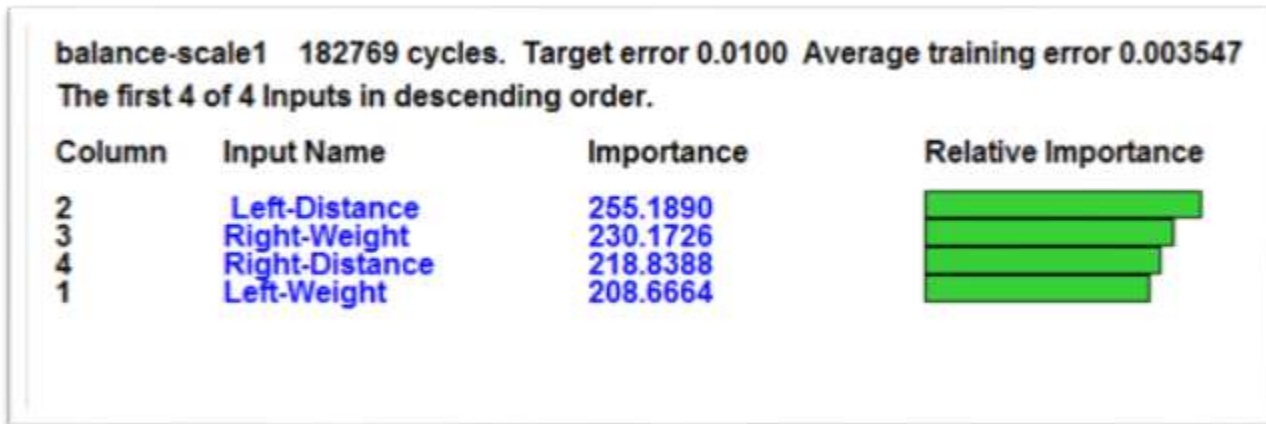 balance-scale1 182769 cycles. Target error 0.0100 Average training error 0.003547
The first 4 of 4 Inputs in descending order.
Column Input Name Importance Relative Importance
2 Left-Distance 255.1890
3 Right-Weight 230.1726
4 Right-Distance 218.8388
1 Left-Weight 208.6664